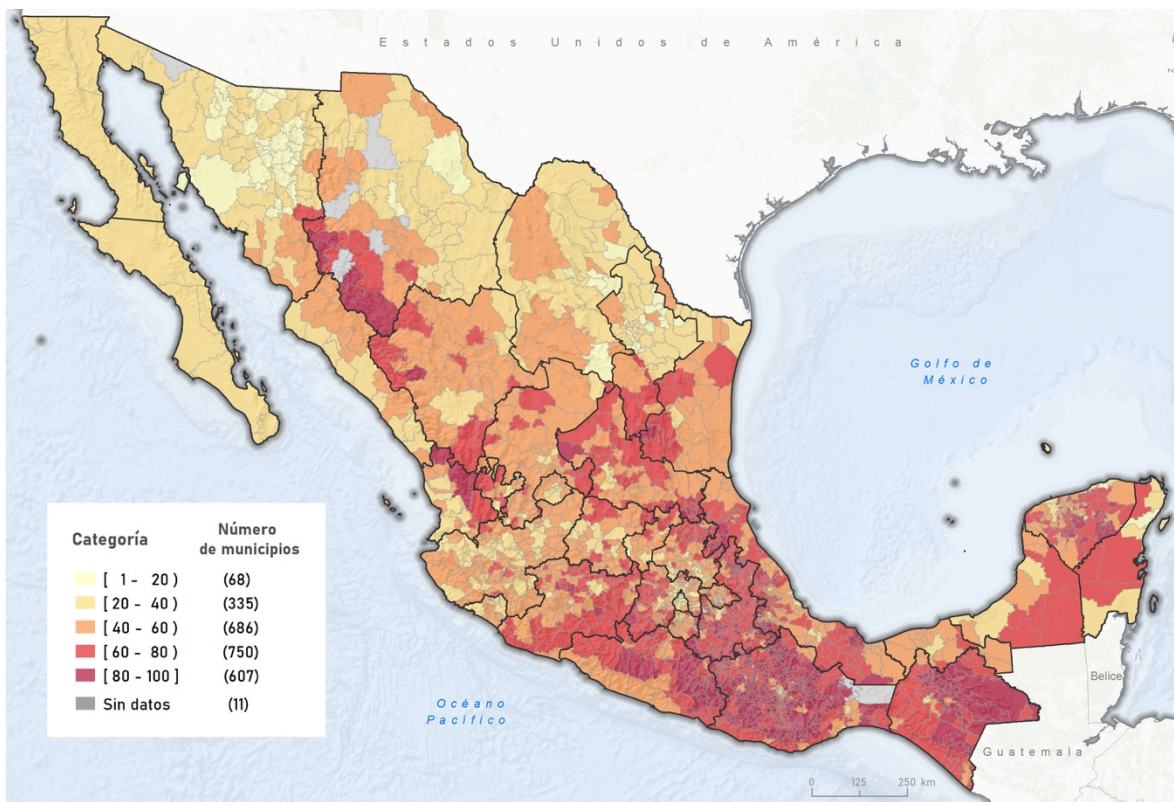 Estados Unidos de América
N
Golfo de
México
Categoría
Número
de municipios
[ 1 - 20 ) (68)
[ 20 - 40 ) (335)
[ 40 - 60 ) (686)
[ 60 - 80 ) (750)
[ 80 - 100 ] (607)
Sin datos (11)
Belice
Océano
Pacífico
Guatemala
0 125 250 km